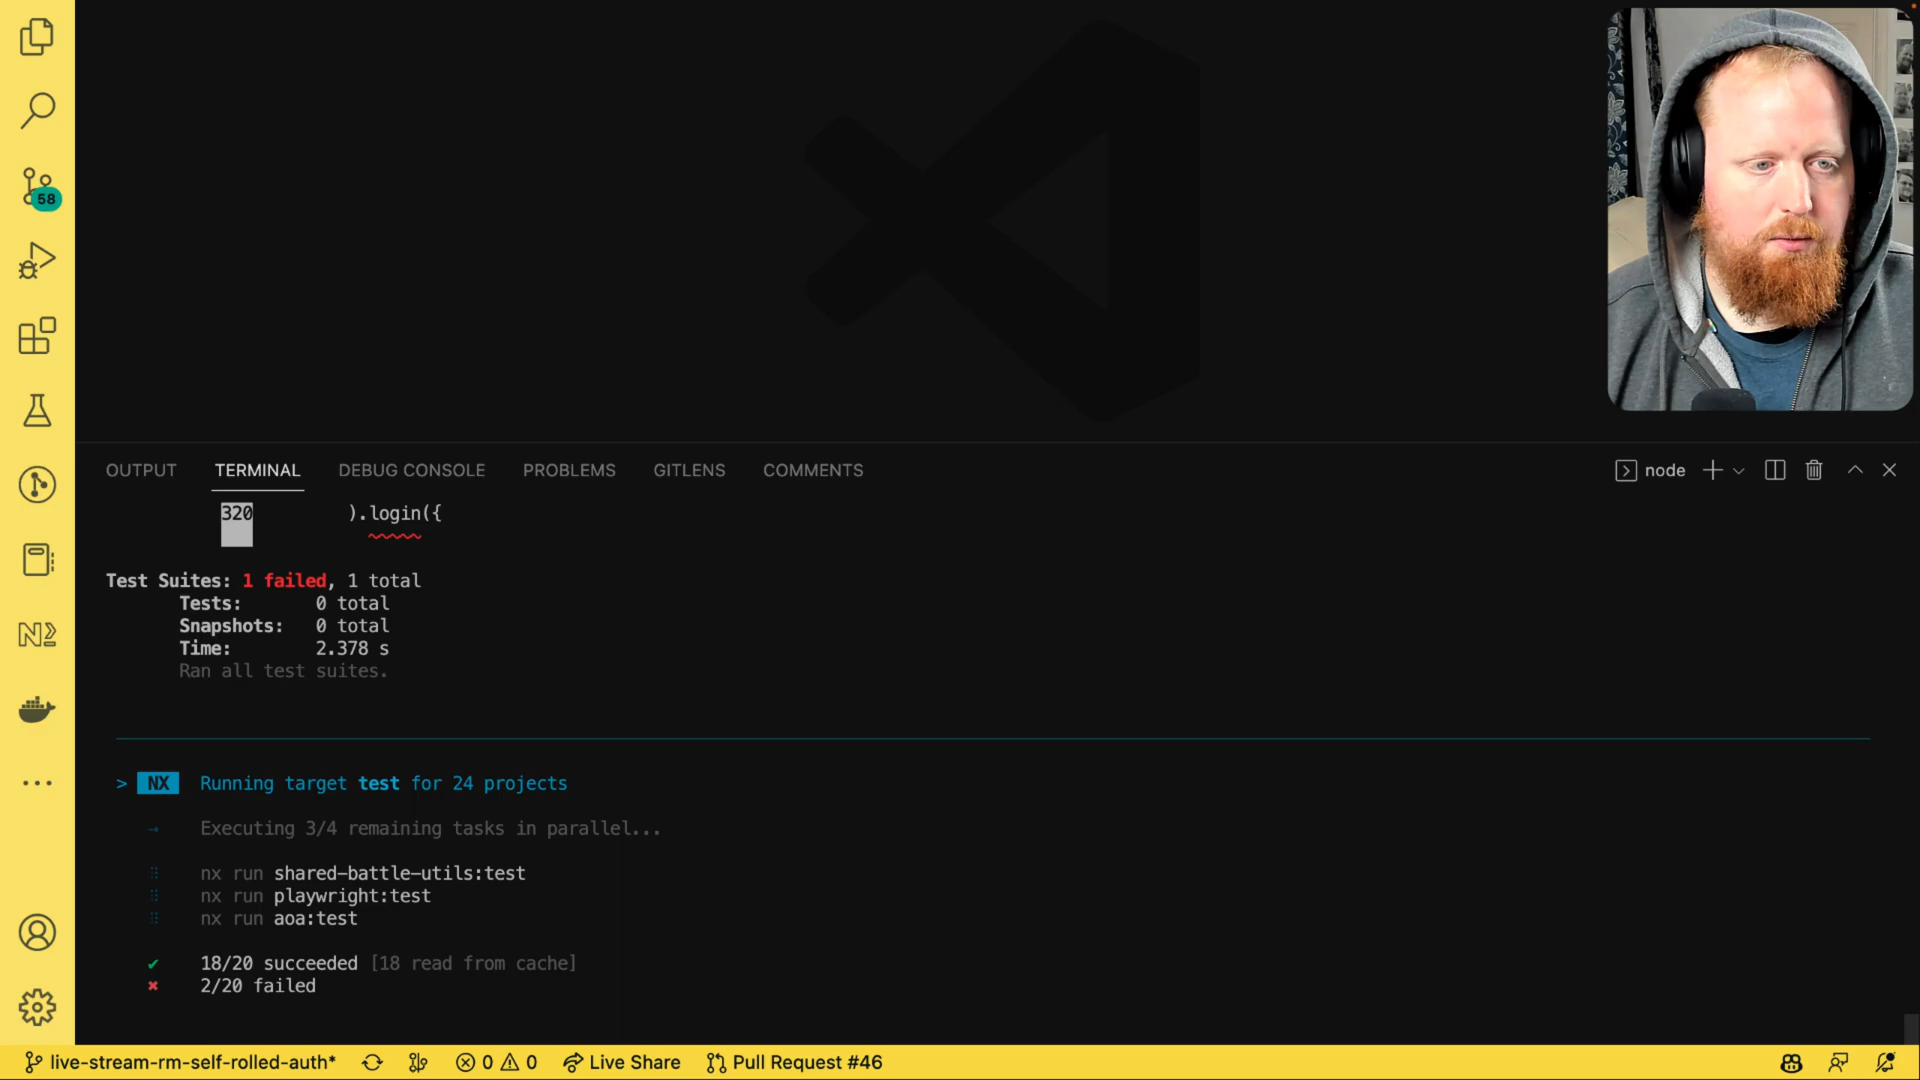 58
OUTPUT TERMINAL DEBUG CONSOLE PROBLEMS GITLENS COMMENTS node
320 ).login({
Test Suites: 1 failed, 1 total
Tests: 0 total
Snapshots: 0 total
Time: 2.378 s
Ran all test suites.
> NX Running target test for 24 projects
→ Executing 3/4 remaining tasks in parallel...
nx run shared-battle-utils:test
nx run playwright:test
nx run aoa:test
✔ 18/20 succeeded [18 read from cache]
✖ 2/20 failed
live-stream-rm-self-rolled-auth* 0 0 Live Share Pull Request #46